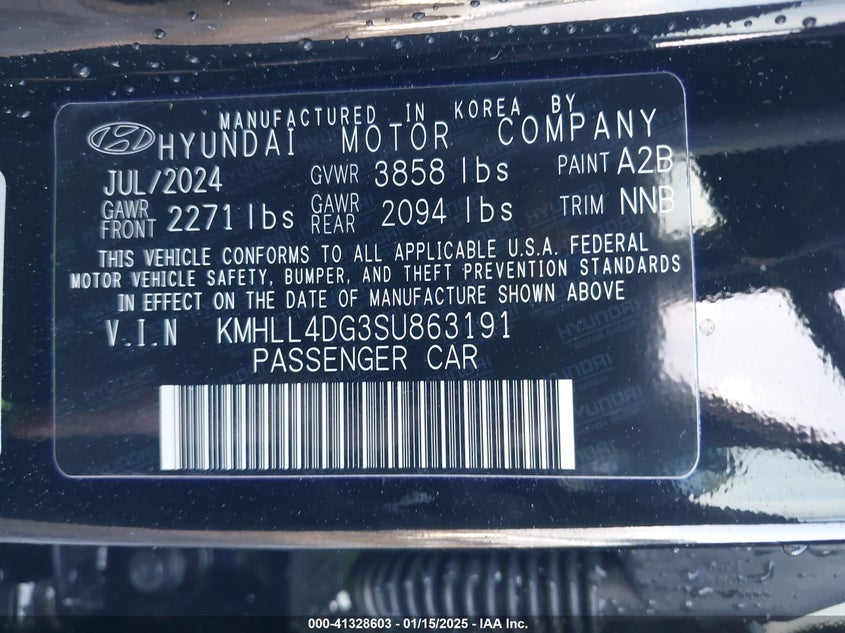 MANUFACTURED IN KOREA BY
HYUNDAI MOTOR COMPANY
JUL/2024 GVWR 3858 lbs PAINT A2B
GAWR FRONT 2271 lbs GAWR REAR 2094 lbs TRIM NNB
THIS VEHICLE CONFORMS TO ALL APPLICABLE U.S.A. FEDERAL
MOTOR VEHICLE SAFETY, BUMPER, AND THEFT PREVENTION STANDARDS
IN EFFECT ON THE DATE OF MANUFACTURE SHOWN ABOVE
V.I.N KMHLL4DG3SU863191
PASSENGER CAR
000-41328603 - 01/15/2025 - IAA Inc.